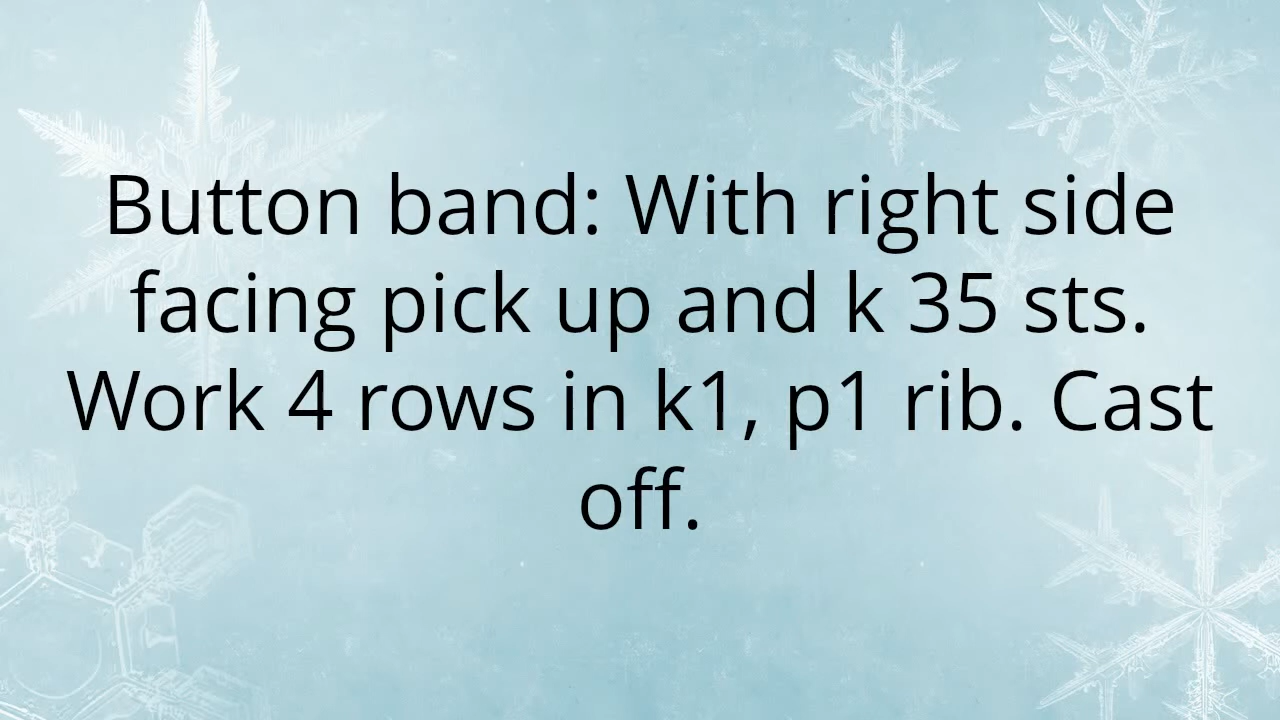 Button band: With right side
facing pick up and k 35 sts.
Work 4 rows in k1, p1 rib. Cast
off.